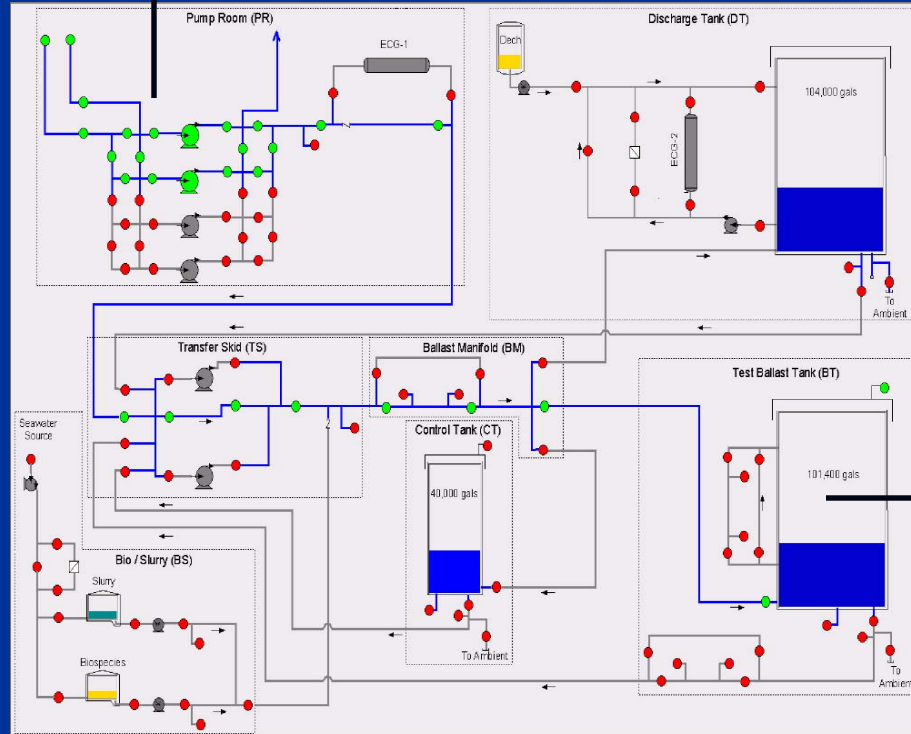 Pump Room (PR)
ECG-1
Discharge Tank (DT)
Dech
104,000 gals
ECG-2
To
Ambient
Transfer Skid (TS)
Ballast Manifold (BM)
Test Ballast Tank (BT)
Seawater
Source
Control Tank (CT)
40,000 gals
101,400 gals
Bio / Slurry (BS)
Slurry
Biospecies
To Ambient
To
Ambient